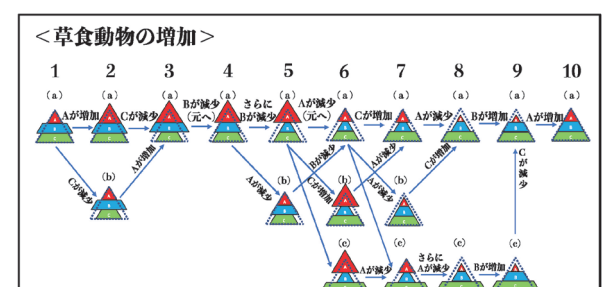 ＜草食動物の増加＞
1 2 3 4 5 6 7 8 9 10
(a) (a) (a) (a) (a) (a) (a) (a) (a) (a)
Aが増加 Cが減少 Bが減少(元へ) さらにBが減少 Aが減少(元へ) Cが増加 Aが減少 Bが増加 Aが増加
Cが減少 Aが増加 Aが減少 Bが減少 Cが増加 Aが減少 Aが減少 Cが増加 Cが減少
(b) (b) (b) (b)
(c) (c) (c) (c)
Aが減少 さらにAが減少 Bが増加